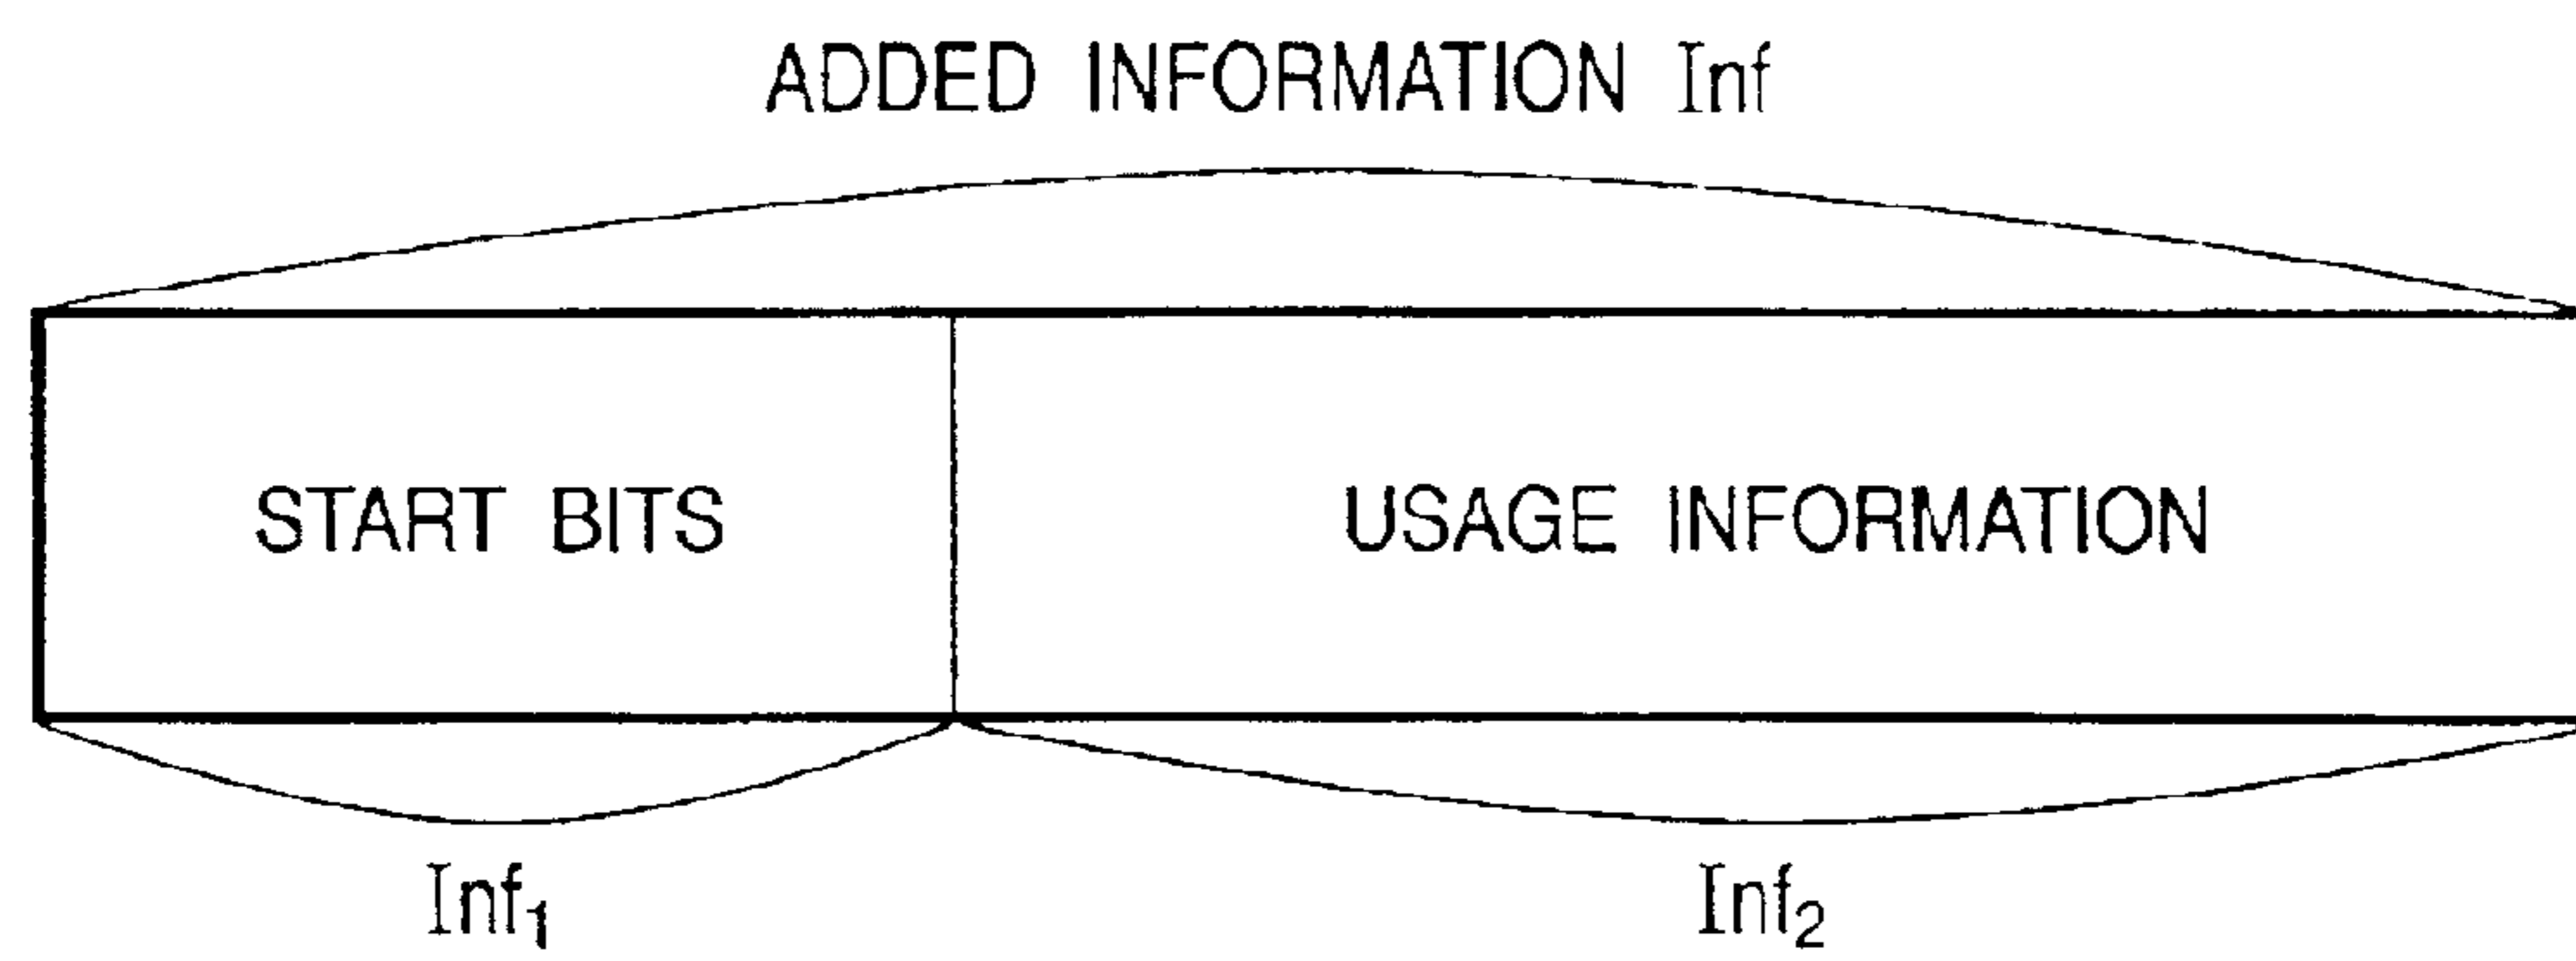 ADDED INFORMATION Inf
START BITS USAGE INFORMATION
Inf₁ Inf₂